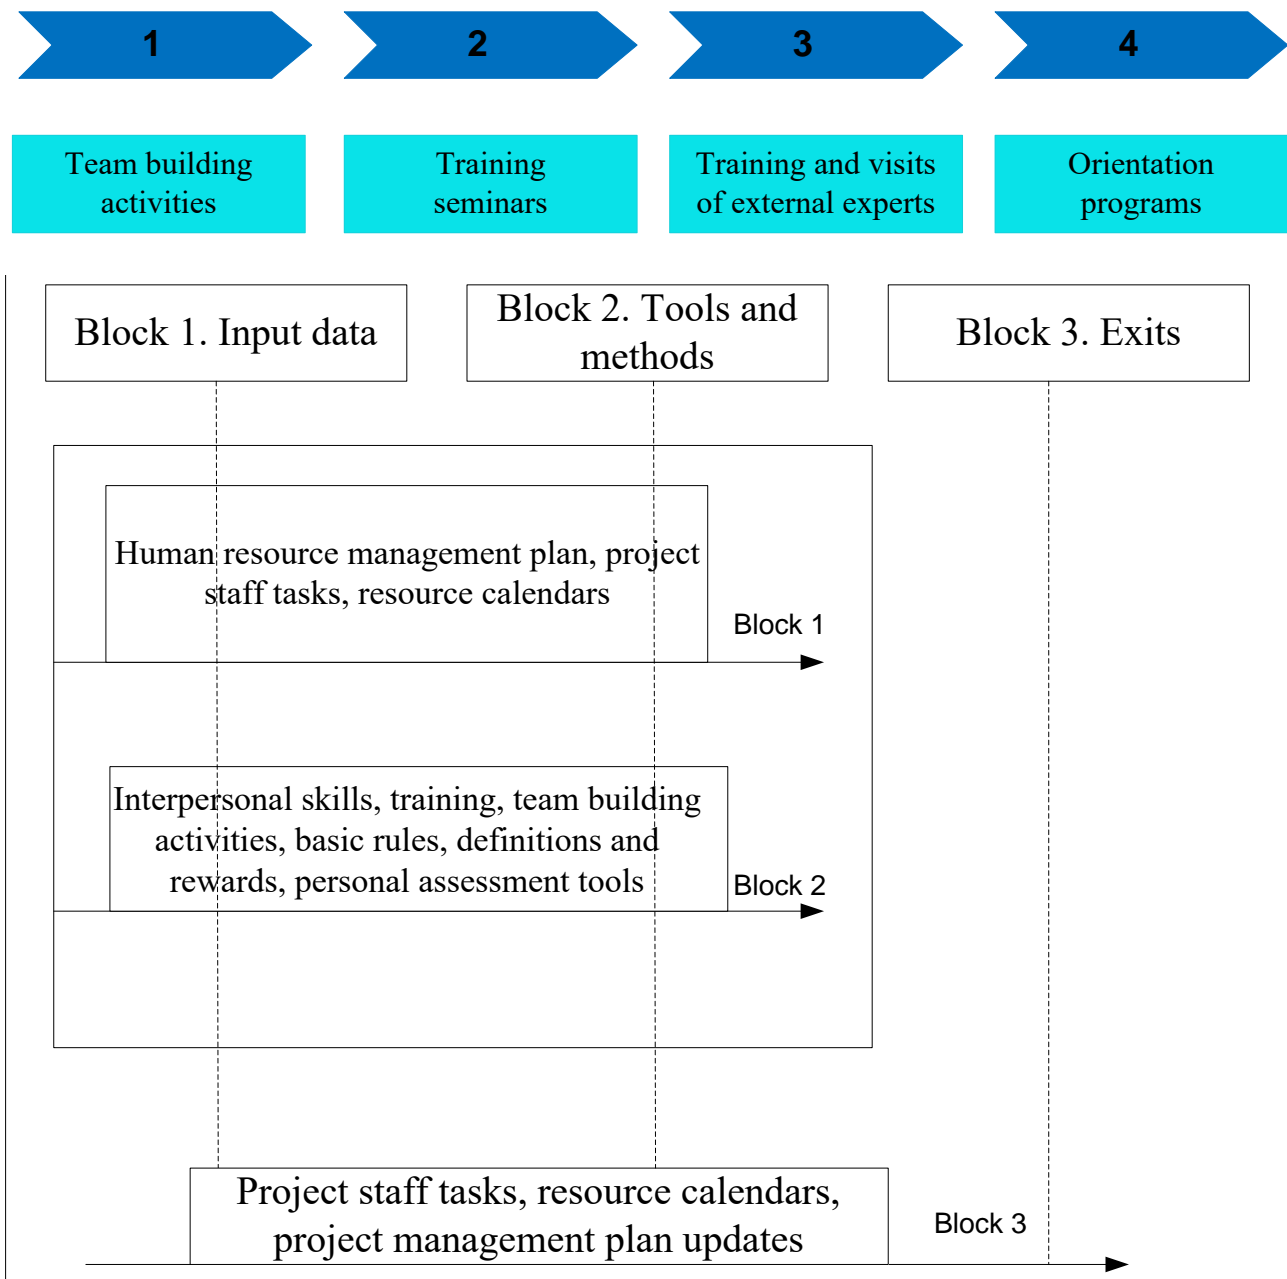 1
2
3
4
Team building
activities
Training
seminars
Training and visits
of external experts
Orientation
programs
Block 1. Input data
Block 2. Tools and
methods
Block 3. Exits
Human resource management plan, project
staff tasks, resource calendars
Block 1
Interpersonal skills, training, team building
activities, basic rules, definitions and
rewards, personal assessment tools
Block 2
Project staff tasks, resource calendars,
project management plan updates
Block 3